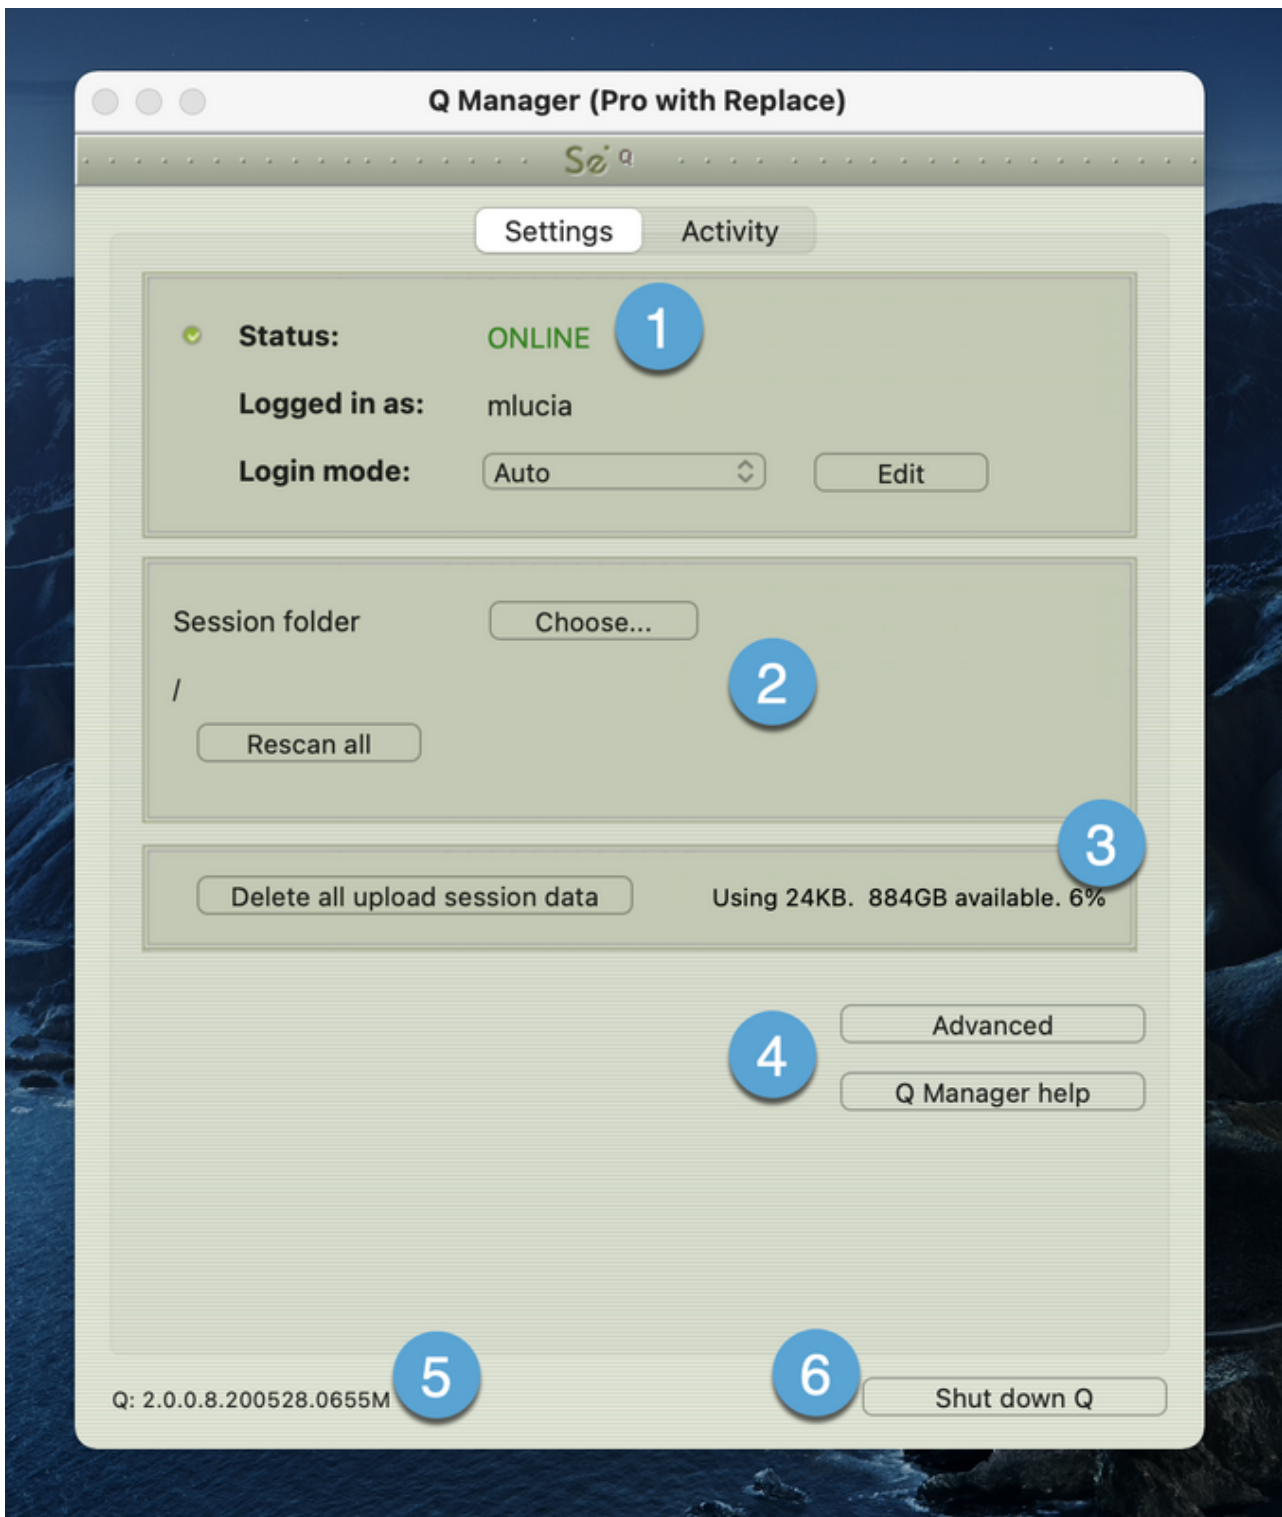 Q Manager (Pro with Replace)
Se Q
Settings Activity
Status: ONLINE 1
Logged in as: mlucia
Login mode: Auto Edit
Session folder Choose...
2
/
Rescan all
3
Delete all upload session data Using 24KB. 884GB available. 6%
Advanced
4
Q Manager help
5 6
Q: 2.0.0.8.200528.0655M Shut down Q